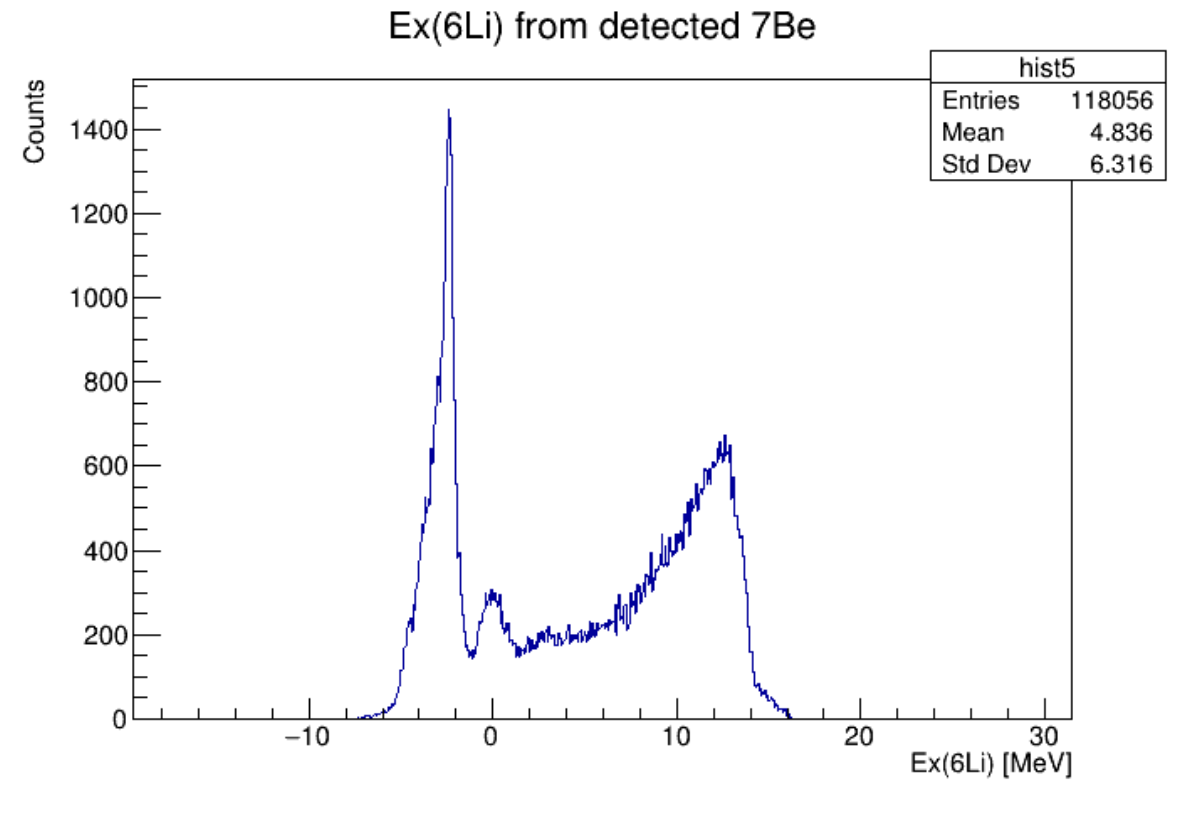 Ex(6Li) from detected 7Be
hist5
Entries 118056
Mean 4.836
Std Dev 6.316
Counts
1400
1200
1000
800
600
400
200
0
−10 0 10 20 30
Ex(6Li) [MeV]